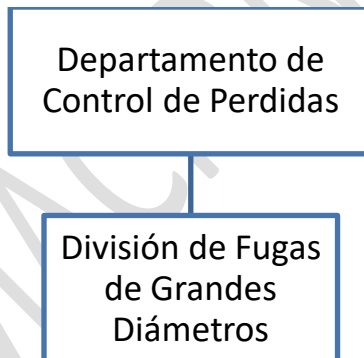 Departamento de
Control de Perdidas
División de Fugas
de Grandes
Diámetros